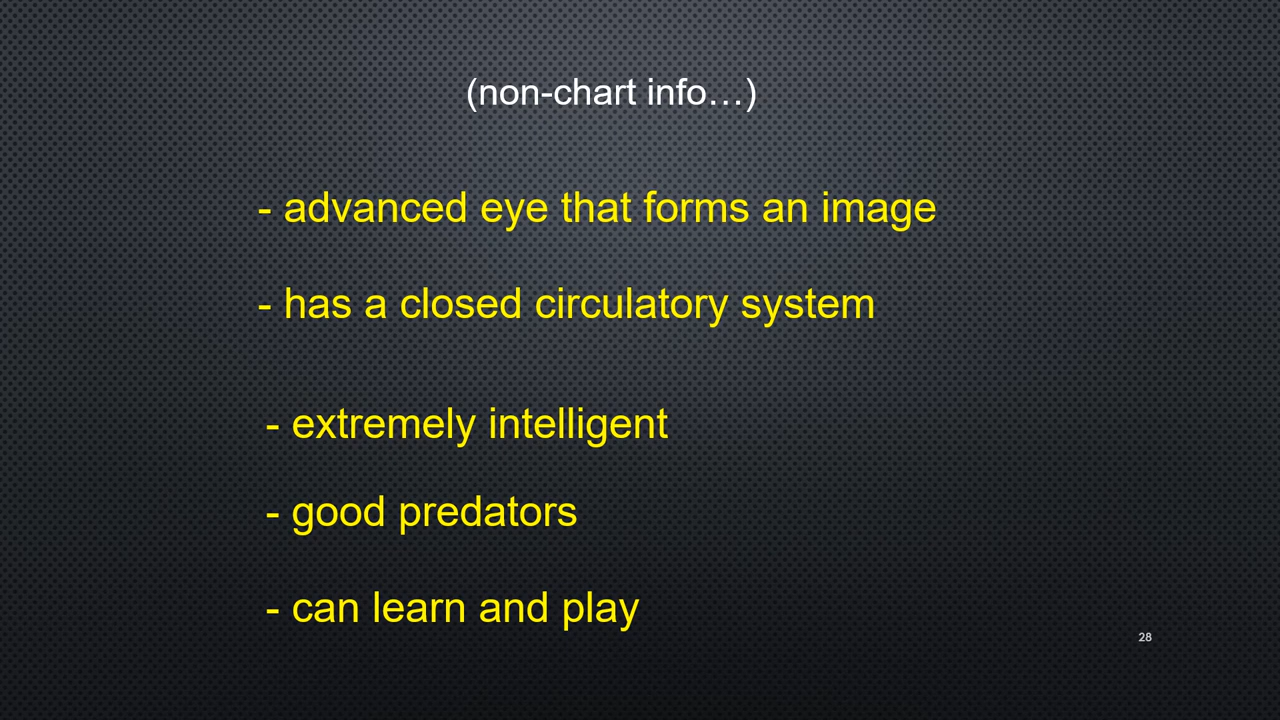 (non-chart info…)
- advanced eye that forms an image
- has a closed circulatory system
- extremely intelligent
- good predators
- can learn and play
28